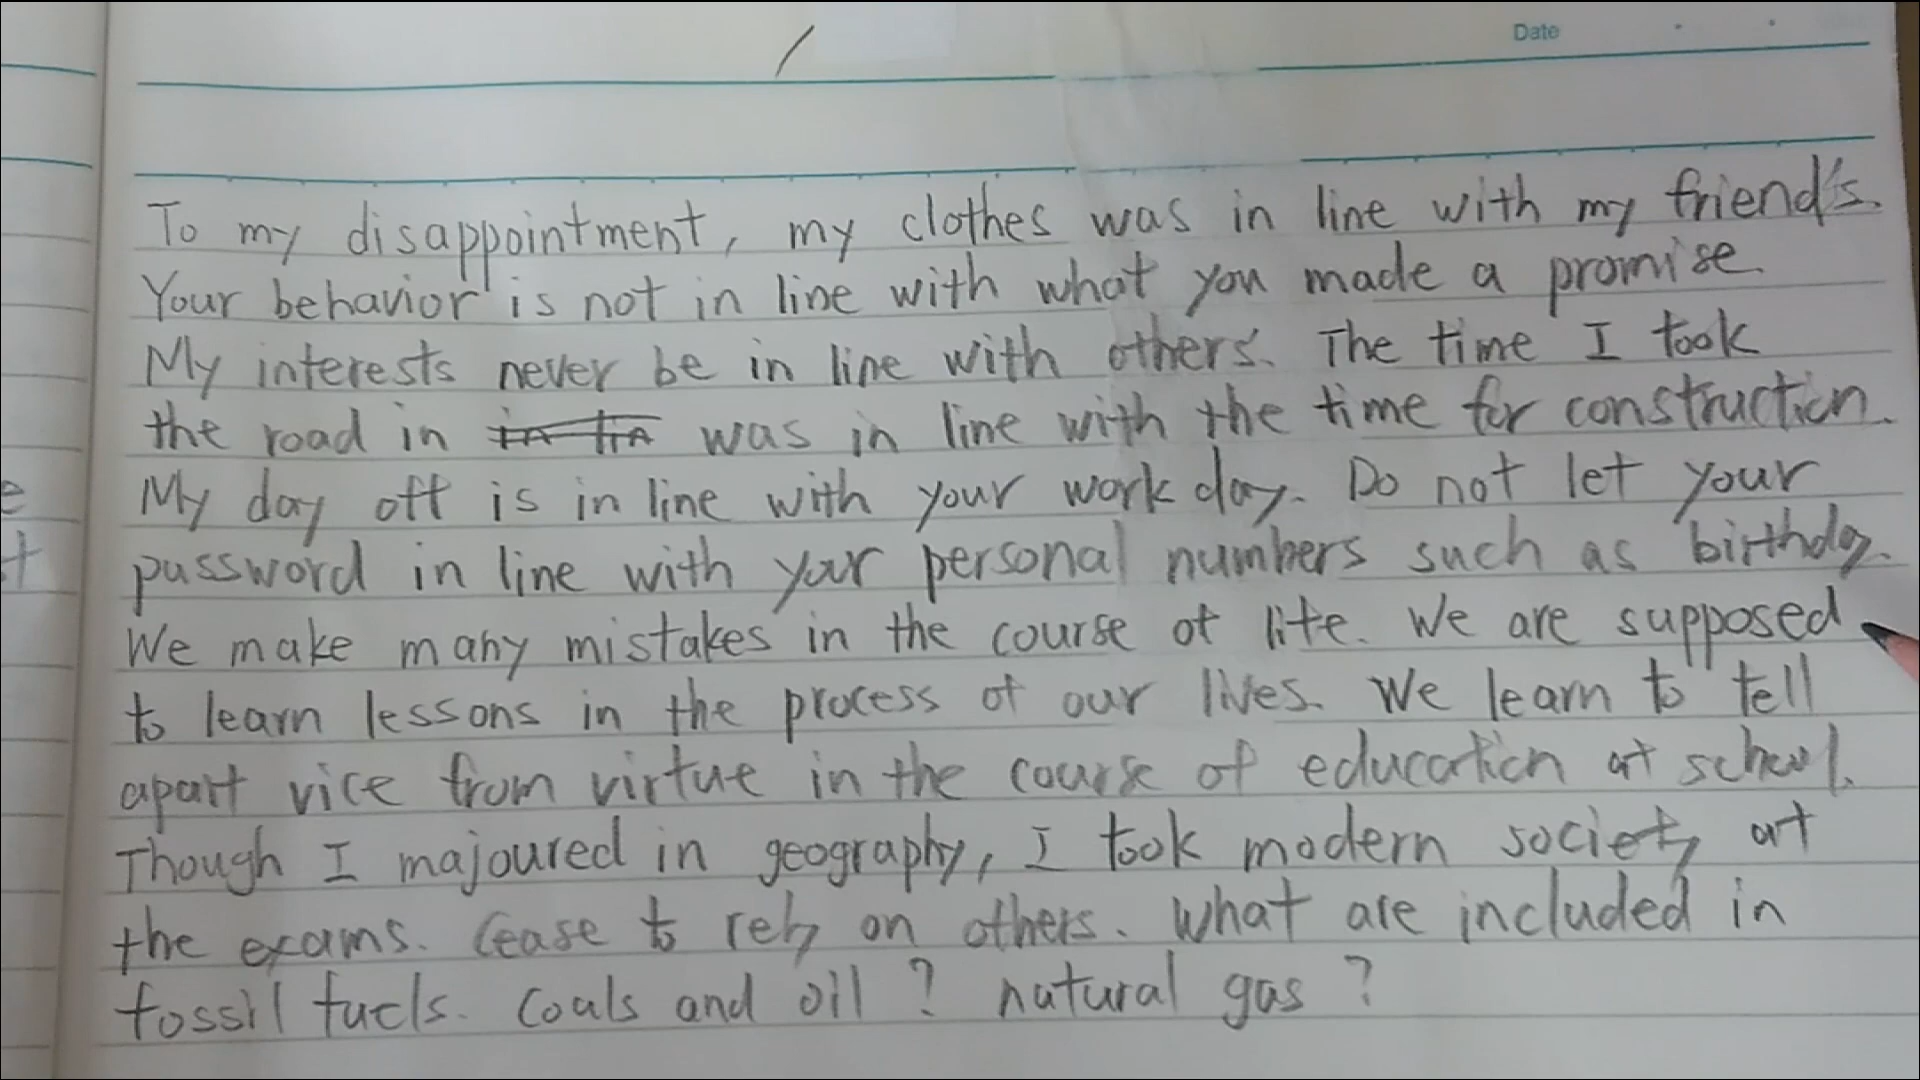 Date
To my disappointment, my clothes was in line with my friend's.
Your behavior is not in line with what you made a promise.
My interests never be in line with others. The time I took
the road in was in line with the time for construction.
My day off is in line with your work day. Do not let your
password in line with your personal numbers such as birthday.
e
t
We make many mistakes in the course of life. We are supposed
to learn lessons in the process of our lives. We learn to tell
apart vice from virtue in the course of education at school.
Though I majoured in geography, I took modern society at
the exams. Cease to rely on others. What are included in
fossil fuels. Coals and oil ? natural gas ?